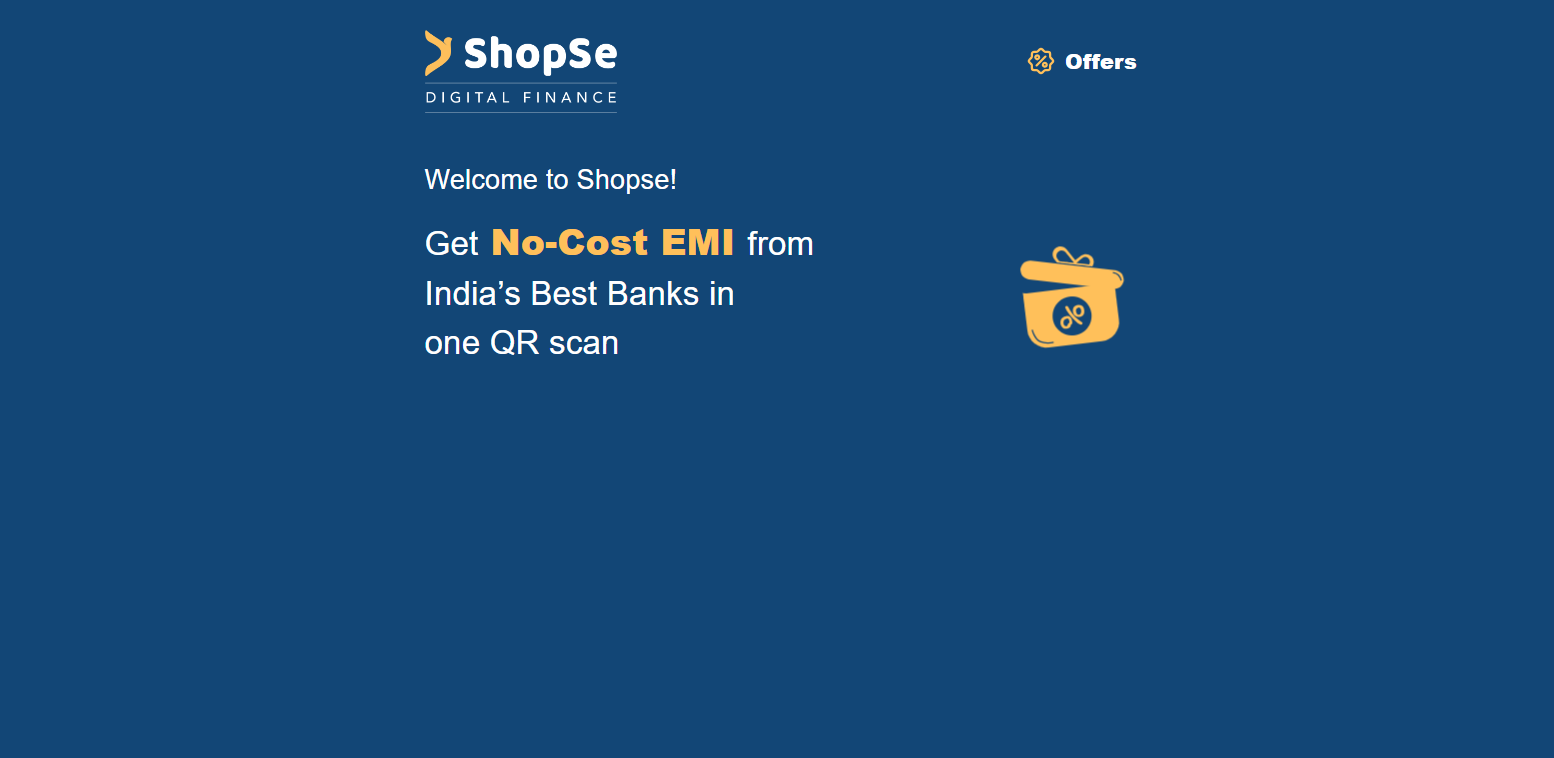 ShopSe
DIGITAL FINANCE
Offers
Welcome to Shopse!
Get No-Cost EMI from
India’s Best Banks in
one QR scan